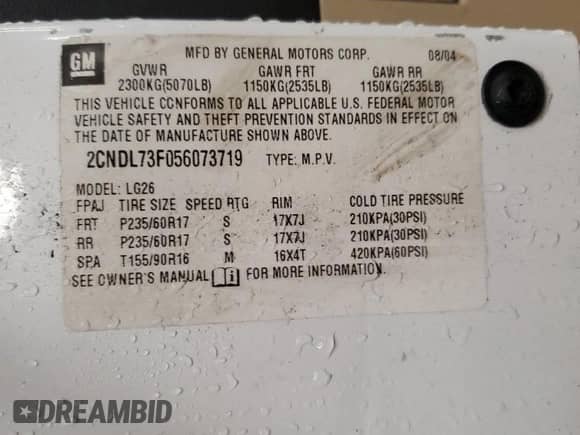 GM
MFD BY GENERAL MOTORS CORP. 08/04
GVWR GAWR FRT GAWR RR
2300KG(5070LB) 1150KG(2535LB) 1150KG(2535LB)
THIS VEHICLE CONFORMS TO ALL APPLICABLE U.S. FEDERAL MOTOR
VEHICLE SAFETY AND THEFT PREVENTION STANDARDS IN EFFECT ON
THE DATE OF MANUFACTURE SHOWN ABOVE.
2CNDL73F056073719 TYPE: M.P.V.
MODEL: LG26
FPAJ TIRE SIZE SPEED RTG RIM COLD TIRE PRESSURE
FRT P235/60R17 S 17X7J 210KPA(30PSI)
RR P235/60R17 S 17X7J 210KPA(30PSI)
SPA T155/90R16 M 16X4T 420KPA(60PSI)
SEE OWNER'S MANUAL FOR MORE INFORMATION.
DREAMBID